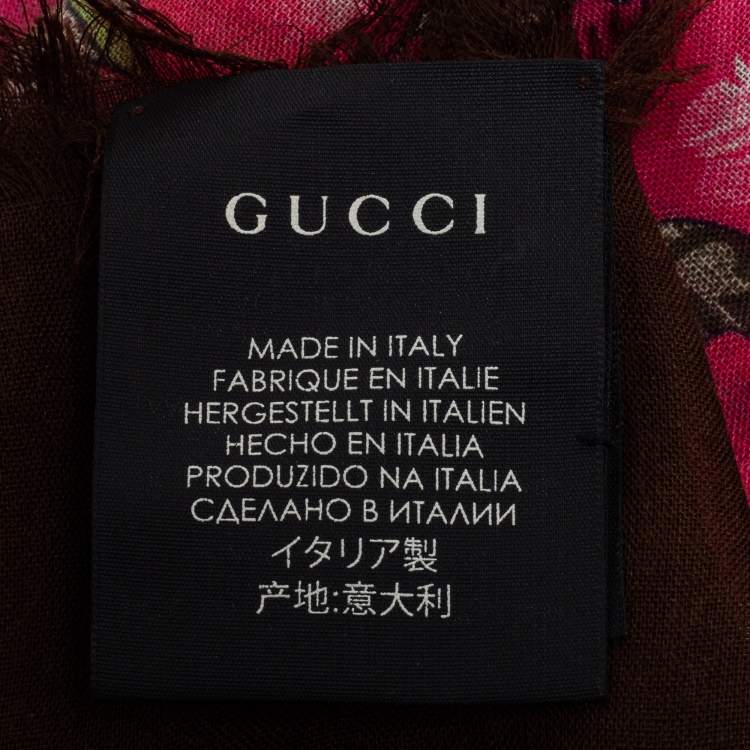 GUCCI
MADE IN ITALY
FABRIQUE EN ITALIE
HERGESTELLT IN ITALIEN
HECHO EN ITALIA
PRODUZIDO NA ITALIA
СДЕЛАНО В ИТАЛИИ
イタリア製
产地:意大利